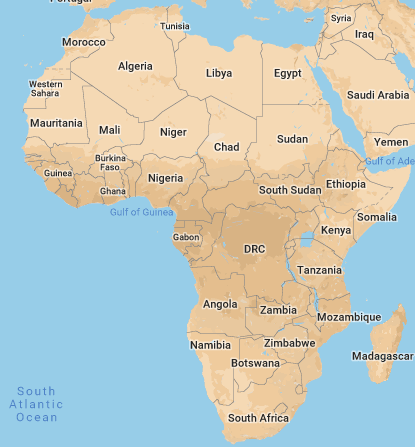 Portugal
Tunisia
Syria
Morocco
Iraq
Algeria
Libya
Egypt
Western
Sahara
Saudi Arabia
Mauritania
Mali
Niger
Chad
Sudan
Yemen
Burkina
Faso
Gulf of Ade
Guinea
Nigeria
Ethiopia
Ghana
South Sudan
Gulf of Guinea
Somalia
Kenya
Gabon
DRC
Tanzania
Angola
Zambia
Mozambique
Namibia
Zimbabwe
Madagascar
Botswana
South
Atlantic
Ocean
South Africa